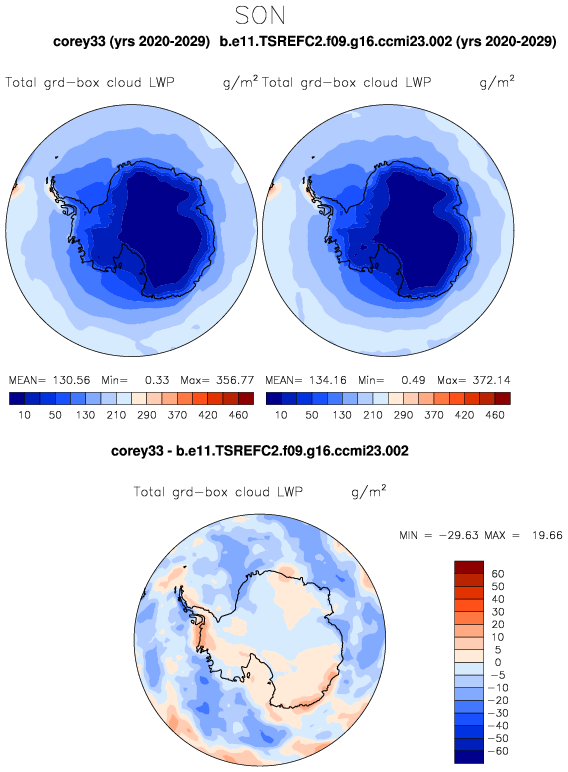 SON
corey33 (yrs 2020-2029) b.e11.TSREFC2.f09.g16.ccmi23.002 (yrs 2020-2029)
Total grd-box cloud LWP g/m² Total grd-box cloud LWP g/m²
MEAN= 130.56 Min= 0.33 Max= 356.77 MEAN= 134.16 Min= 0.49 Max= 372.14
10 50 130 210 290 370 420 460 10 50 130 210 290 370 420 460
corey33 - b.e11.TSREFC2.f09.g16.ccmi23.002
Total grd-box cloud LWP g/m²
MIN = -29.63 MAX = 19.66
60
50
40
30
20
10
5
0
-5
-10
-20
-30
-40
-50
-60